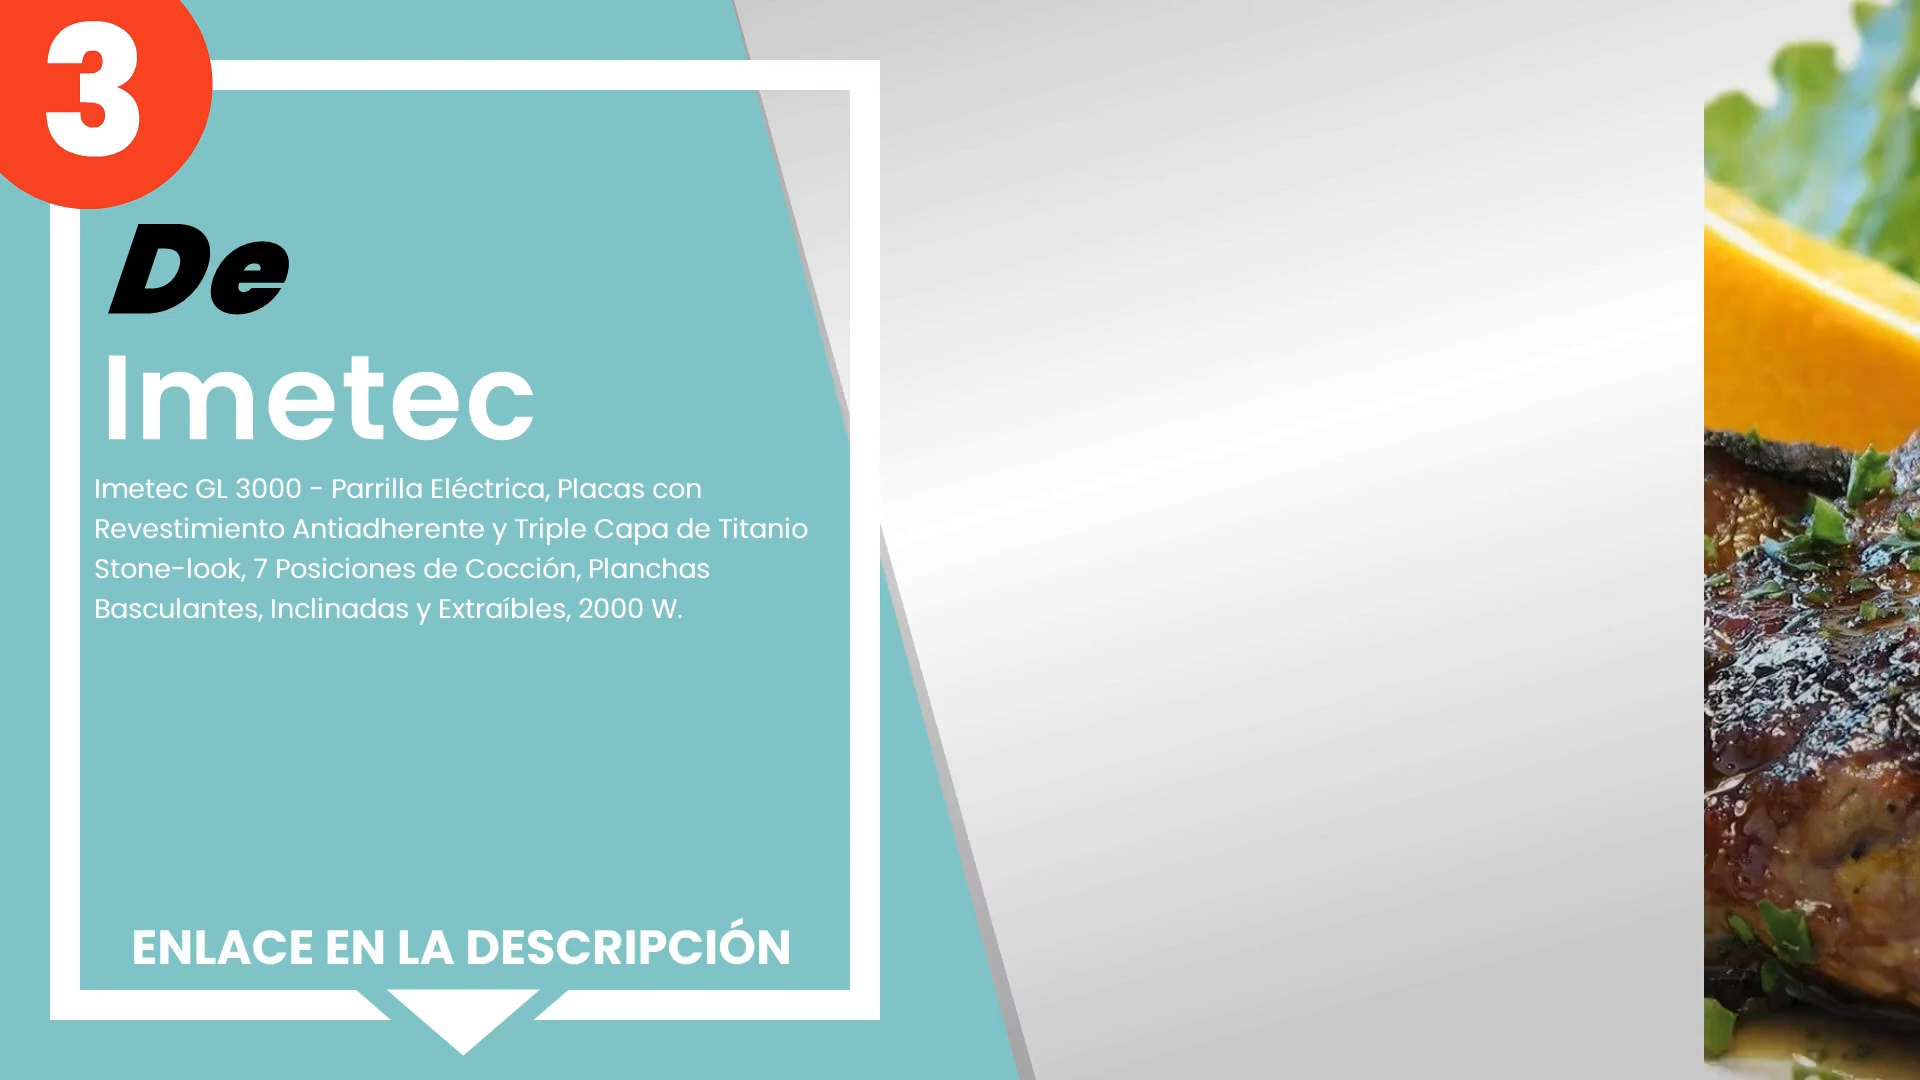 3
De
Imetec
Imetec GL 3000 - Parrilla Eléctrica, Placas con
Revestimiento Antiadherente y Triple Capa de Titanio
Stone-look, 7 Posiciones de Cocción, Planchas
Basculantes, Inclinadas y Extraíbles, 2000 W.
ENLACE EN LA DESCRIPCIÓN